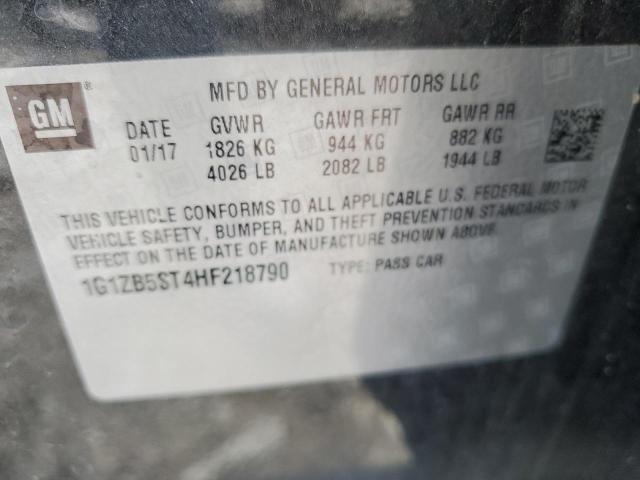 MFD BY GENERAL MOTORS LLC
GM ®
DATE GVWR GAWR FRT GAWR RR
01/17 1826 KG 944 KG 882 KG
4026 LB 2082 LB 1944 LB
THIS VEHICLE CONFORMS TO ALL APPLICABLE U.S. FEDERAL MOTOR
VEHICLE SAFETY, BUMPER, AND THEFT PREVENTION STANDARDS IN
EFFECT ON THE DATE OF MANUFACTURE SHOWN ABOVE.
1G1ZB5ST4HF218790 TYPE: PASS CAR